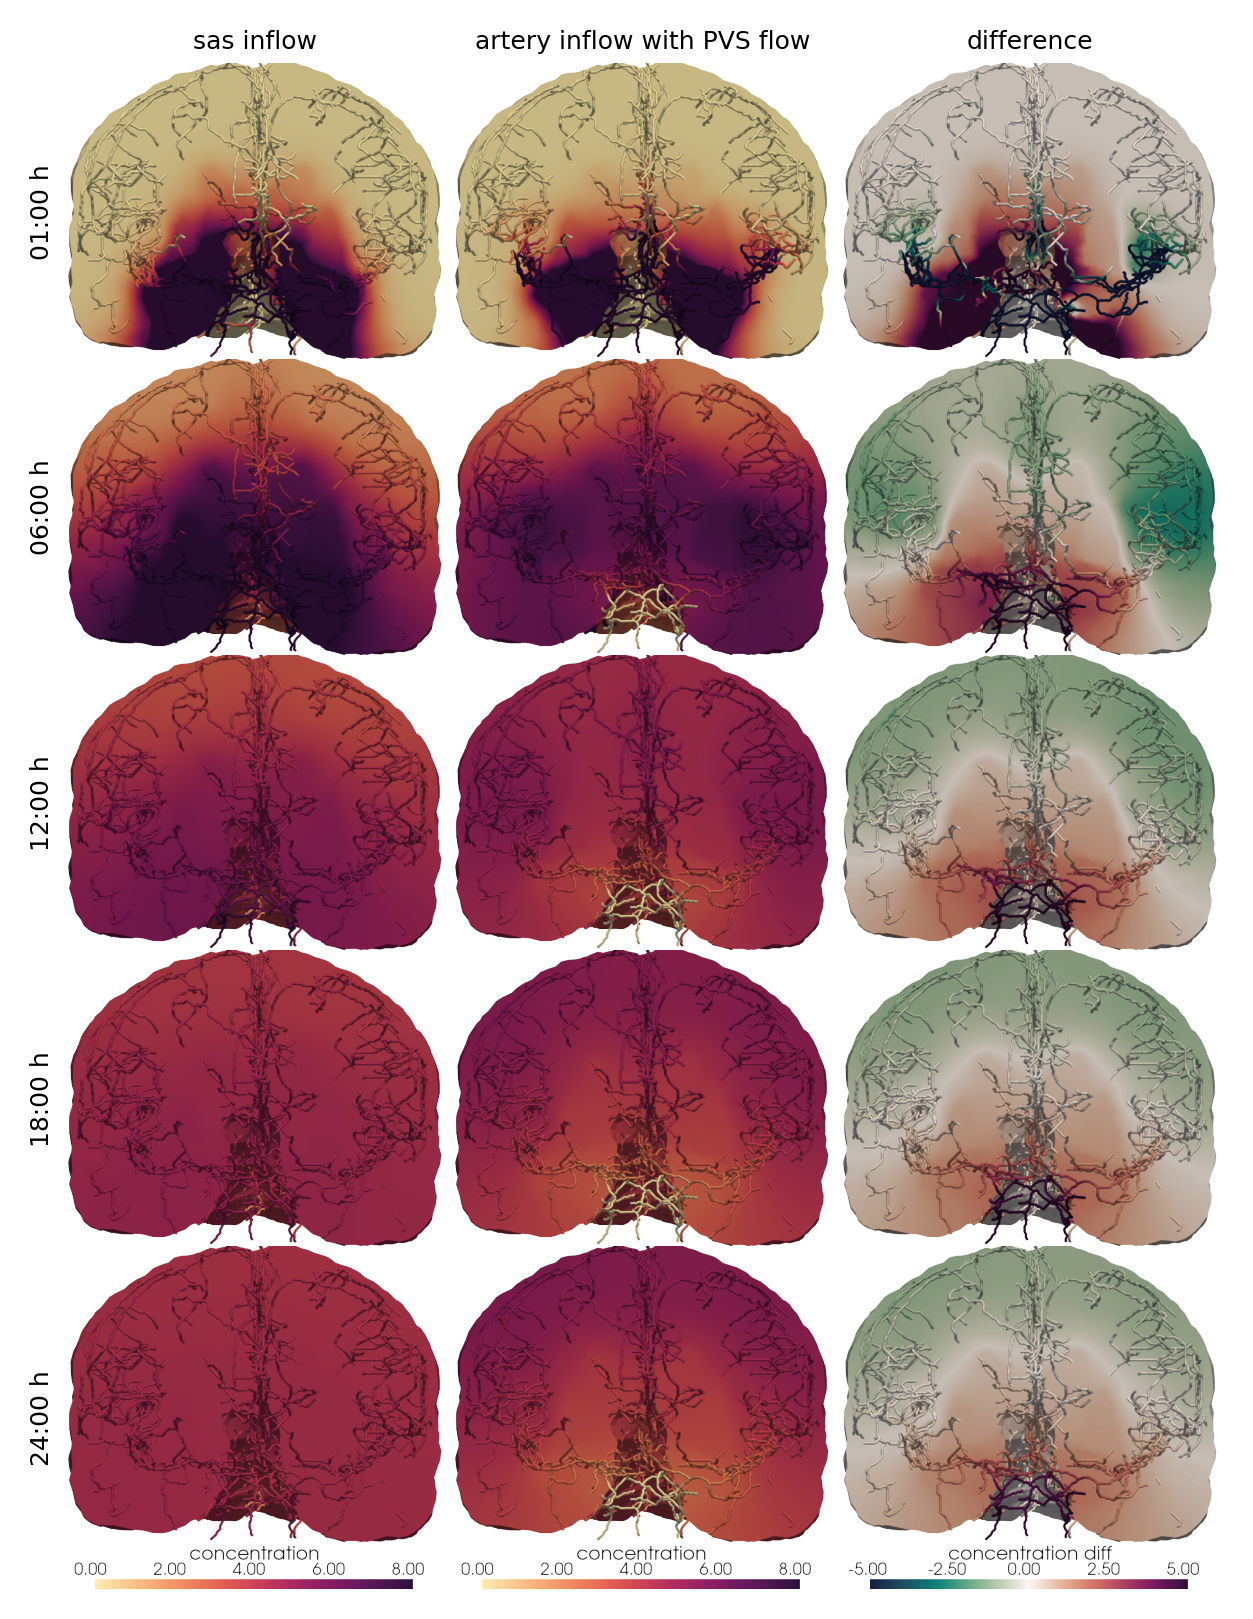 sas inflow artery inflow with PVS flow difference
01:00 h
06:00 h
12:00 h
18:00 h
24:00 h
concentration concentration concentration diff
0.00 2.00 4.00 6.00 8.00 0.00 2.00 4.00 6.00 8.00 -5.00 -2.50 0.00 2.50 5.00